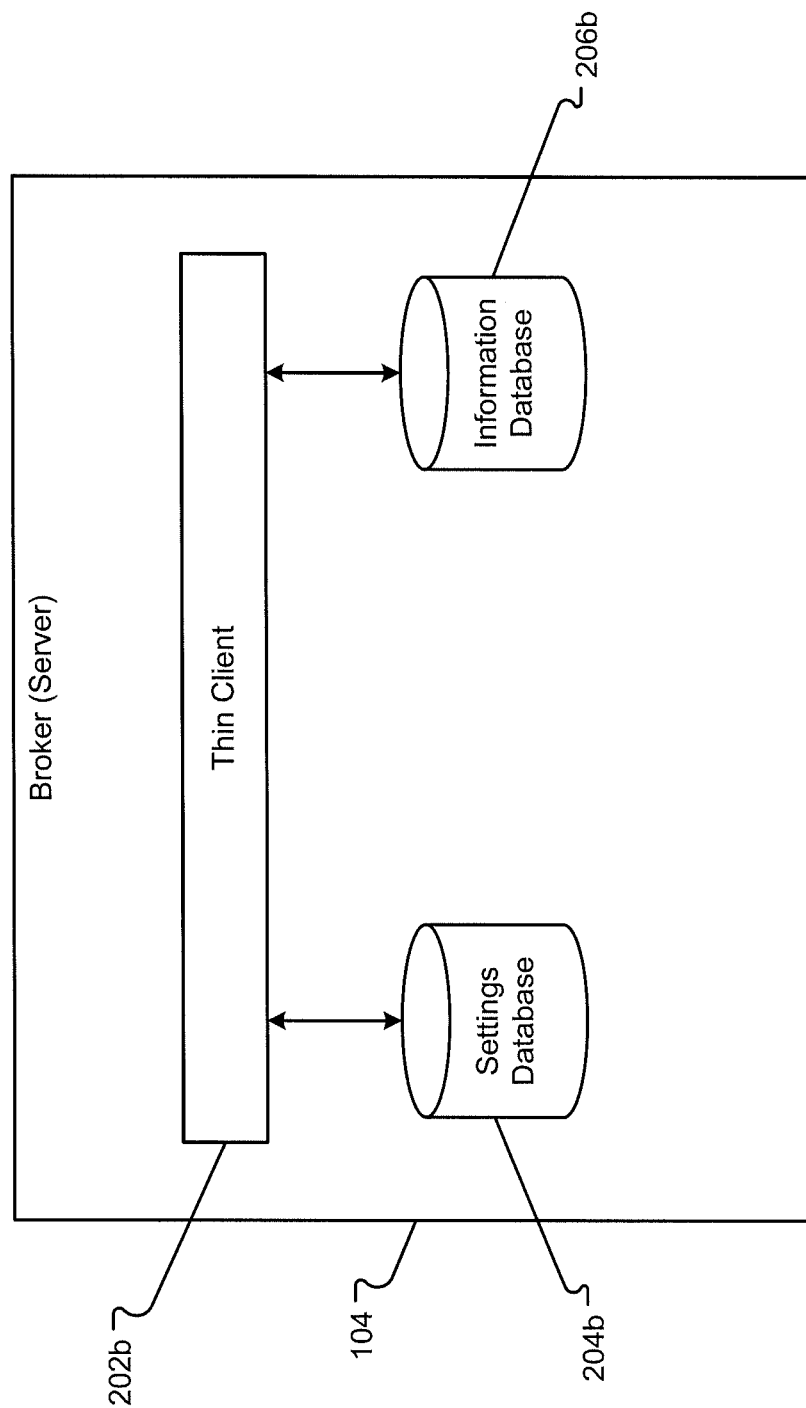 Broker (Server)
202b
Thin Client
104
204b
Settings
Database
Information
Database
206b